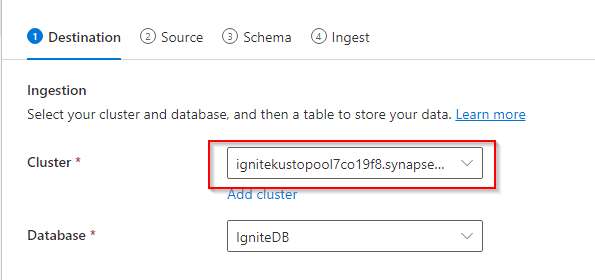 1 Destination 2 Source 3 Schema 4 Ingest
Ingestion
Select your cluster and database, and then a table to store your data. Learn more
Cluster * ignitekustopool7co19f8.synapse...
Add cluster
Database * IgniteDB